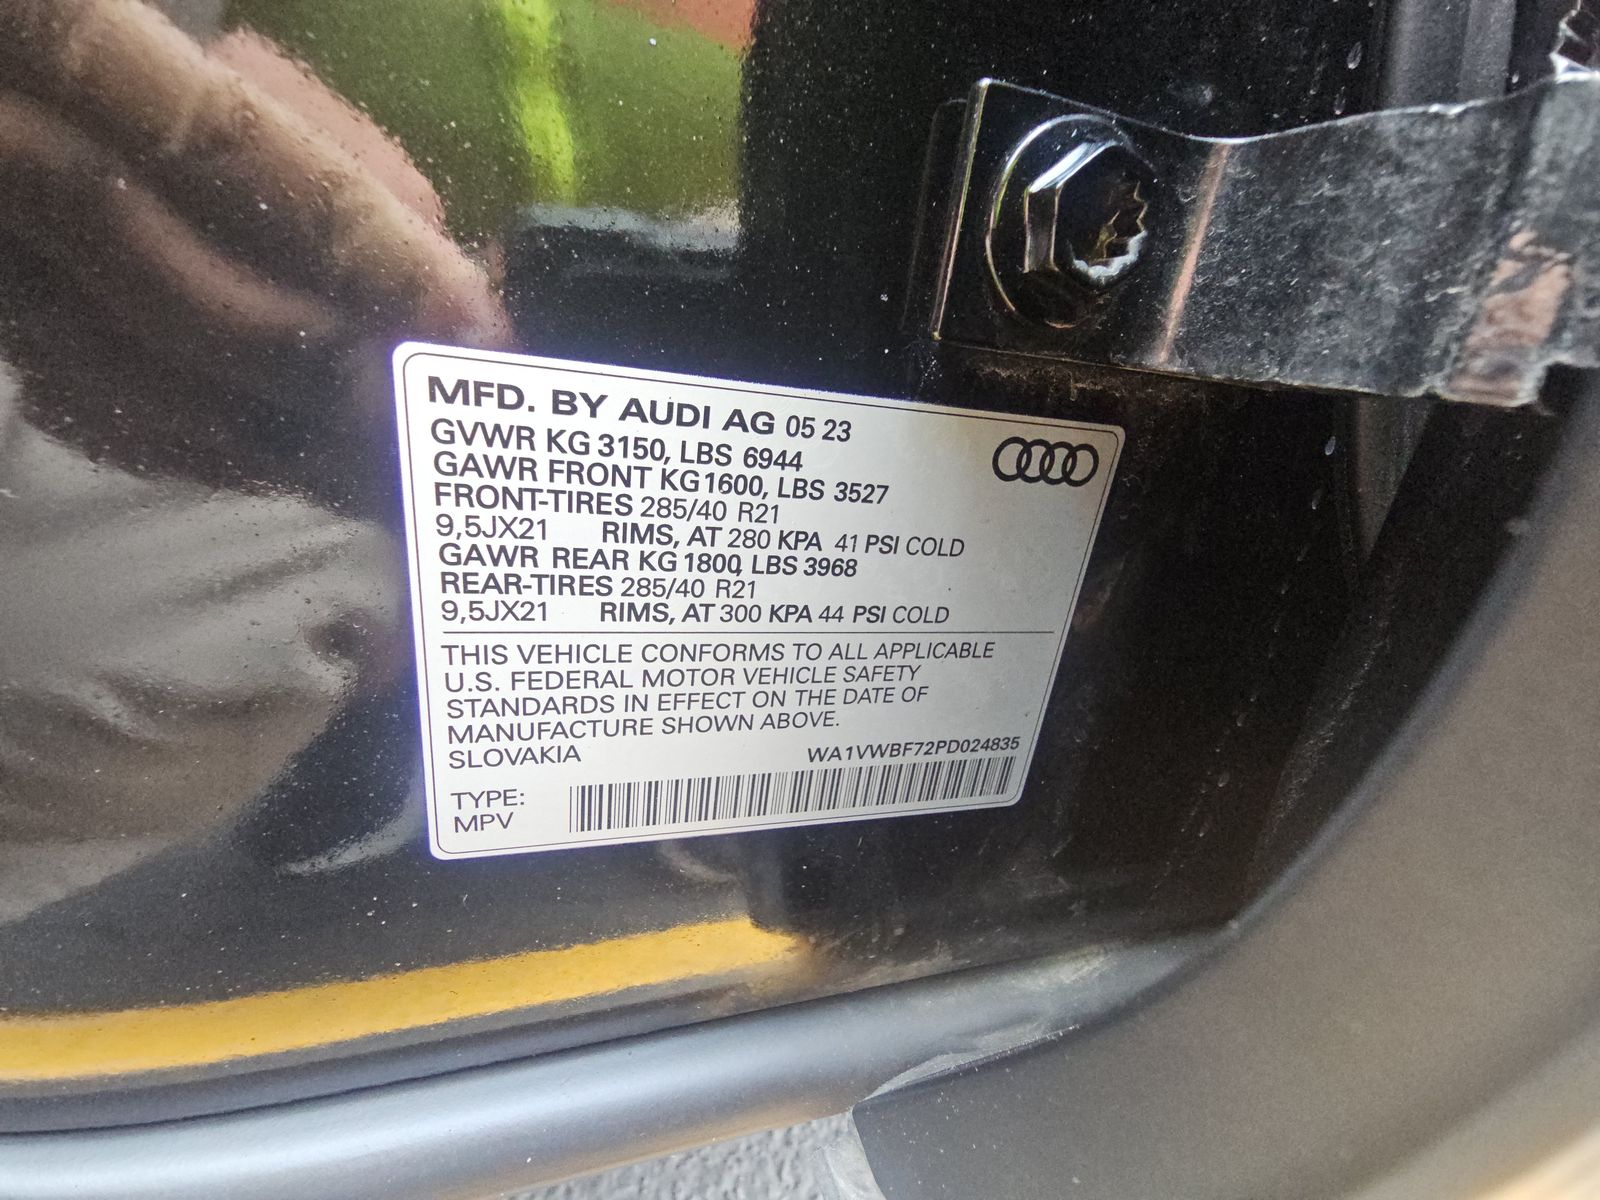 MFD. BY AUDI AG 05 23
GVWR KG 3150, LBS 6944
GAWR FRONT KG 1600, LBS 3527
FRONT-TIRES 285/40 R21
9,5JX21 RIMS, AT 280 KPA 41 PSI COLD
GAWR REAR KG 1800, LBS 3968
REAR-TIRES 285/40 R21
9,5JX21 RIMS, AT 300 KPA 44 PSI COLD
THIS VEHICLE CONFORMS TO ALL APPLICABLE
U.S. FEDERAL MOTOR VEHICLE SAFETY
STANDARDS IN EFFECT ON THE DATE OF
MANUFACTURE SHOWN ABOVE.
SLOVAKIA WA1VWBF72PD024835
TYPE:
MPV